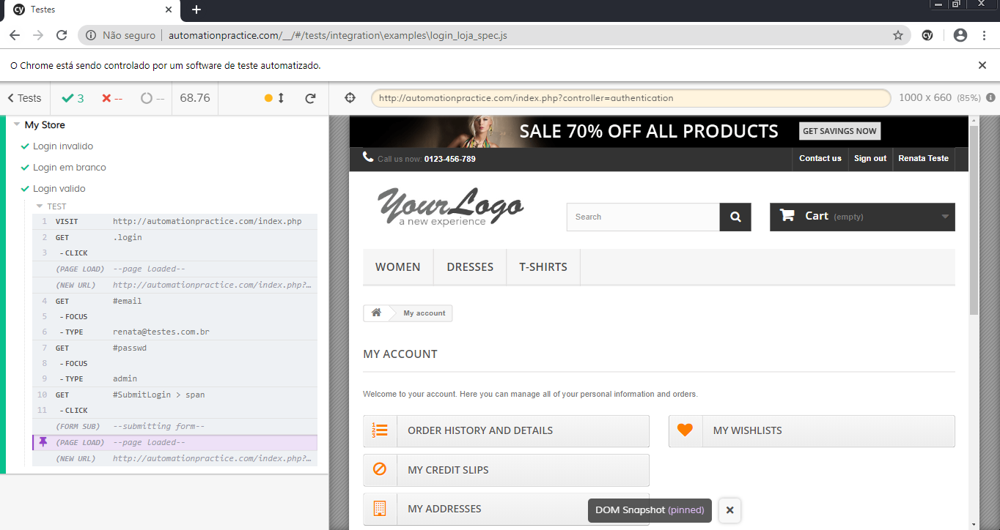 Testes
Não seguro | automationpractice.com/__/#/tests/integration\examples\login_loja_spec.js
O Chrome está sendo controlado por um software de teste automatizado.
Tests 3 -- -- 68.76
http://automationpractice.com/index.php?controller=authentication 1000 x 660 (85%)
My Store
Login invalido
Login em branco
Login valido
TEST
1 VISIT http://automationpractice.com/index.php
2 GET .login
3 - CLICK
(PAGE LOAD) --page loaded--
(NEW URL) http://automationpractice.com/index.php?…
4 GET #email
5 - FOCUS
6 - TYPE renata@testes.com.br
7 GET #passwd
8 - FOCUS
9 - TYPE admin
10 GET #SubmitLogin > span
11 - CLICK
(FORM SUB) --submitting form--
(PAGE LOAD) --page loaded--
(NEW URL) http://automationpractice.com/index.php?…
SALE 70% OFF ALL PRODUCTS GET SAVINGS NOW
Call us now: 0123-456-789 Contact us Sign out Renata Teste
Your Logo
a new experience
Search
Cart (empty)
WOMEN DRESSES T-SHIRTS
My account
MY ACCOUNT
Welcome to your account. Here you can manage all of your personal information and orders.
ORDER HISTORY AND DETAILS MY WISHLISTS
MY CREDIT SLIPS
MY ADDRESSES
DOM Snapshot (pinned)